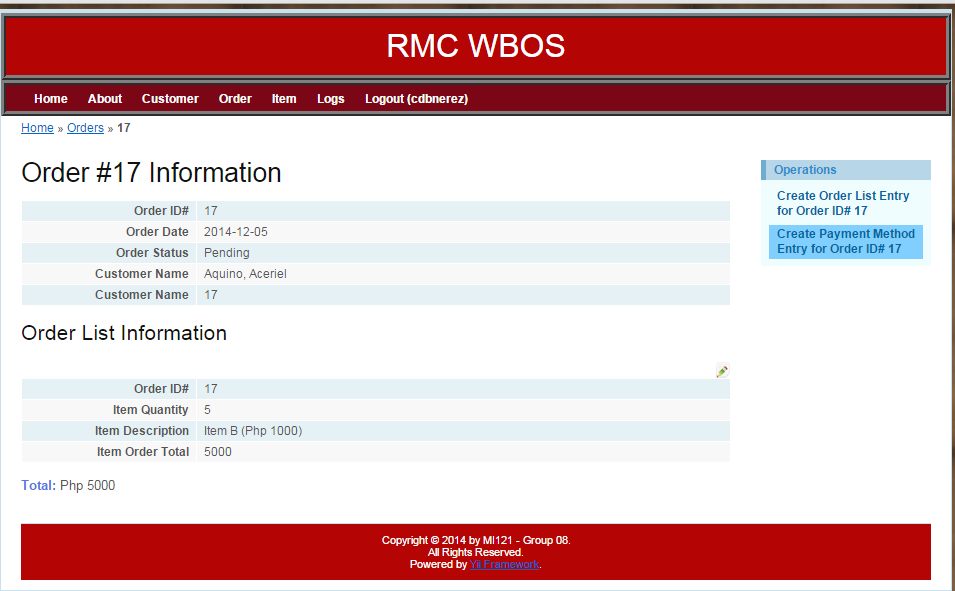 RMC WBOS
Home About Customer Order Item Logs Logout (cdbnerez)
Home » Orders » 17
Order #17 Information
Order ID# 17
Order Date 2014-12-05
Order Status Pending
Customer Name Aquino, Aceriel
Customer Name 17
Order List Information
Order ID# 17
Item Quantity 5
Item Description Item B (Php 1000)
Item Order Total 5000
Total: Php 5000
Operations
Create Order List Entry
for Order ID# 17
Create Payment Method
Entry for Order ID# 17
Copyright © 2014 by MI121 - Group 08.
All Rights Reserved.
Powered by Yii Framework.